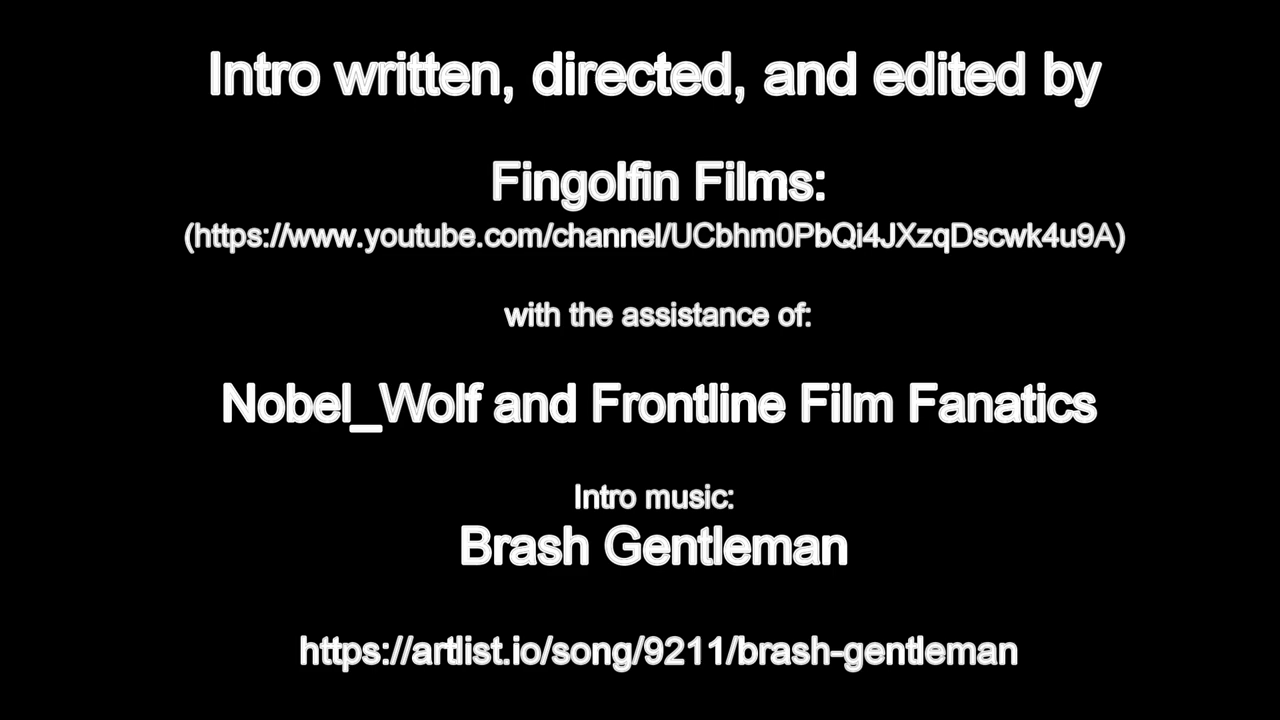 Intro written, directed, and edited by
Fingolfin Films:
(https://www.youtube.com/channel/UCbhm0PbQi4JXzqDscwk4u9A)
with the assistance of:
Nobel_Wolf and Frontline Film Fanatics
Intro music:
Brash Gentleman
https://artlist.io/song/9211/brash-gentleman